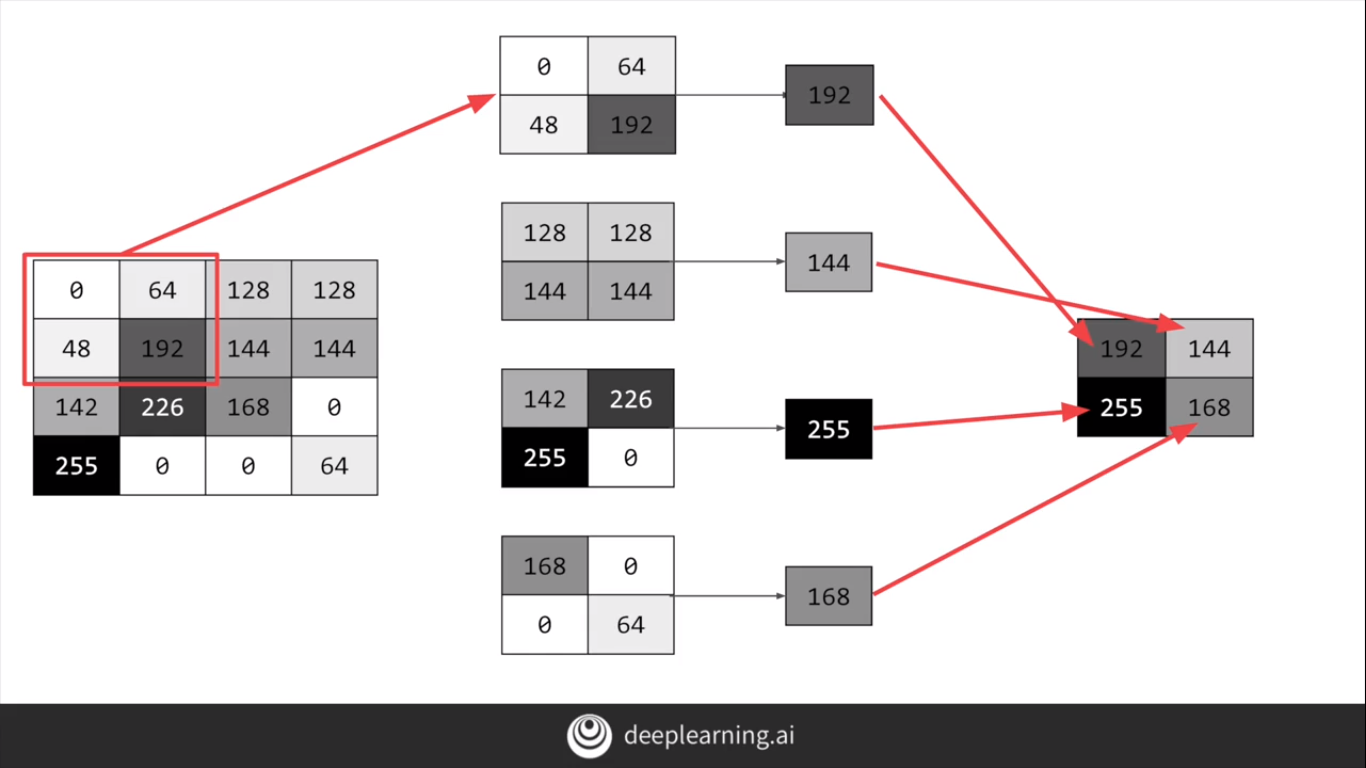 0 64 128 128
48 192 144 144
142 226 168 0
255 0 0 64
0 64
48 192
192
128 128
144 144
144
142 226
255 0
255
168 0
0 64
168
192 144
255 168
deeplearning.ai